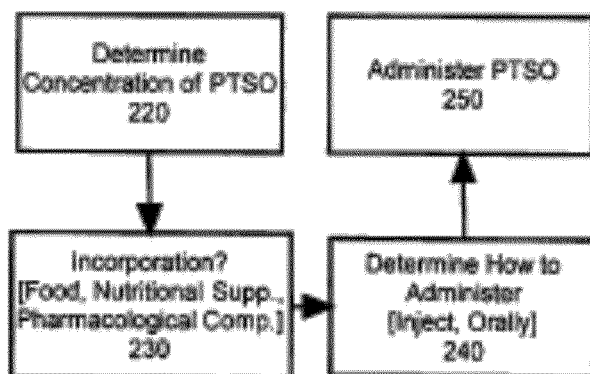 Determine
Concentration of PTSO
220
Incorporation?
[Food, Nutritional Supp.,
Pharmacological Comp.]
230
Determine How to
Administer
[Inject, Orally]
240
Administer PTSO
250